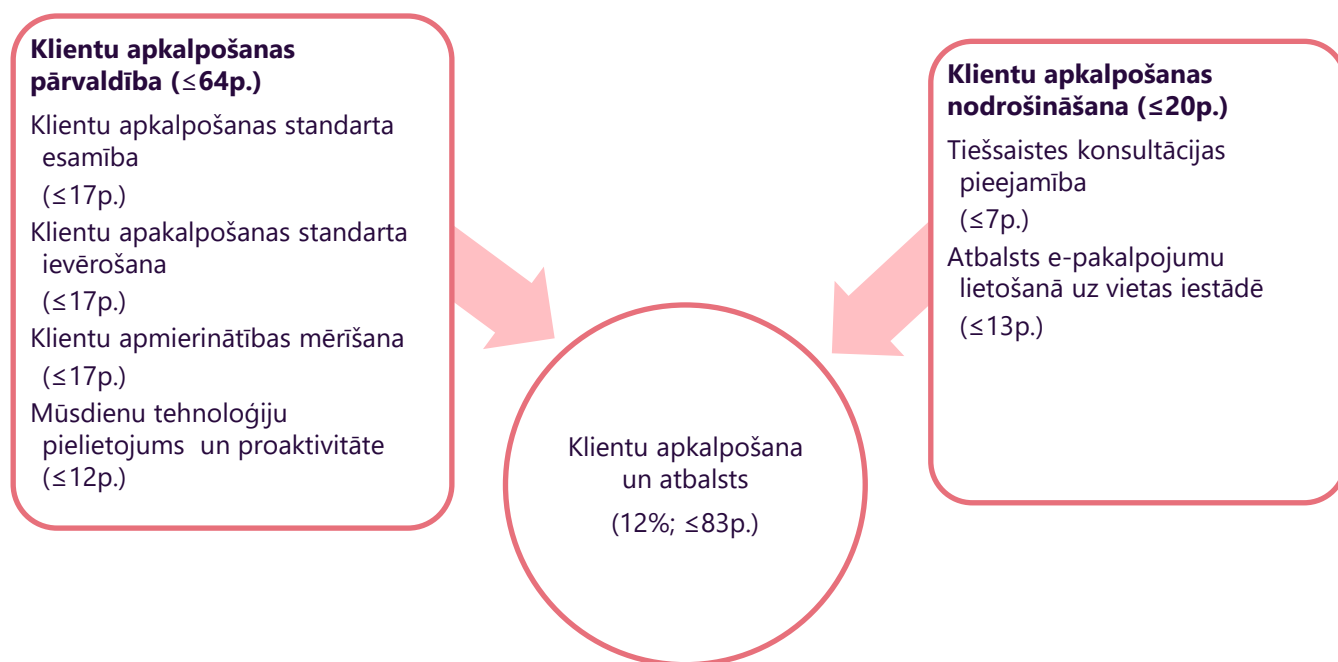 Klientu apkalpošanas
pārvaldība (≤64p.)
Klientu apkalpošanas standarta
esamība
(≤17p.)
Klientu apakalpošanas standarta
ievērošana
(≤17p.)
Klientu apmierinātības mērīšana
(≤17p.)
Mūsdienu tehnoloģiju
pielietojums un proaktivitāte
(≤12p.)
Klientu apkalpošanas
nodrošināšana (≤20p.)
Tiešsaistes konsultācijas
pieejamība
(≤7p.)
Atbalsts e-pakalpojumu
lietošanā uz vietas iestādē
(≤13p.)
Klientu apkalpošana
un atbalsts
(12%; ≤83p.)